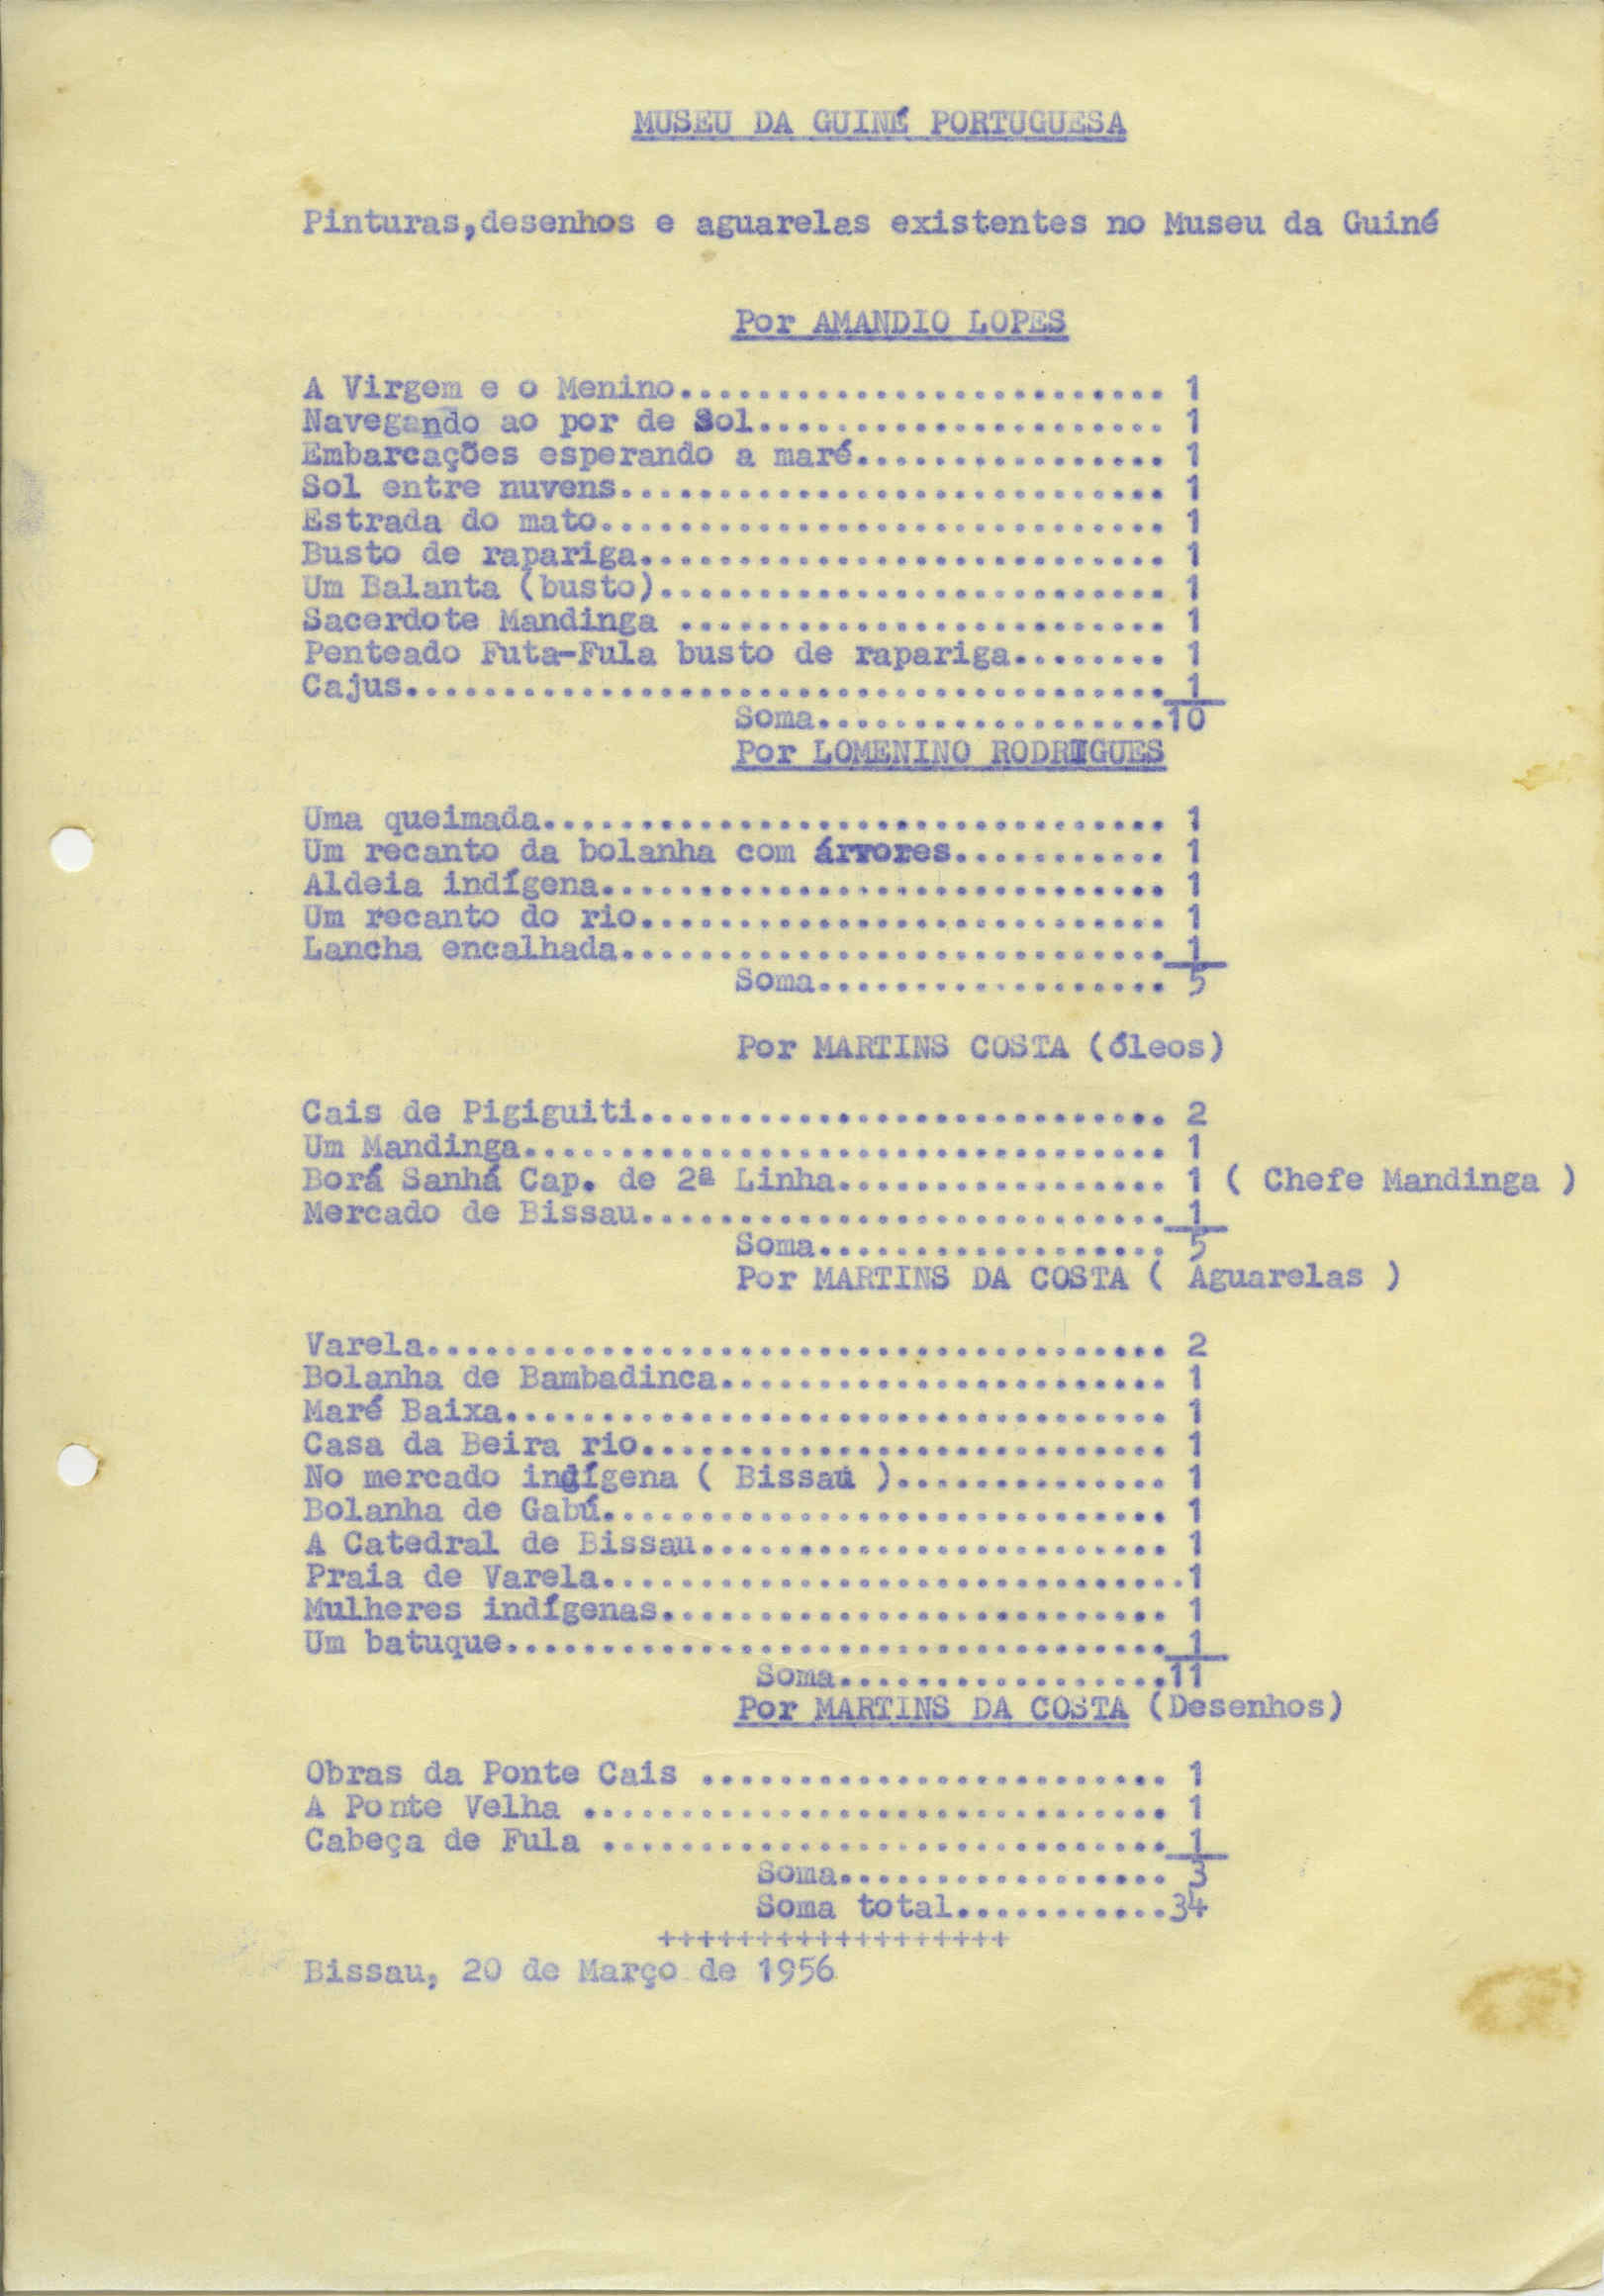 MUSEU DA GUINÉ PORTUGUESA
Pinturas,desenhos e aguarelas existentes no Museu da Guiné
Por AMANDIO LOPES
A Virgem e o Menino......................... 1
Navegando ao por de Sol..................... 1
Embarcações esperando a maré................ 1
Sol entre nuvens............................ 1
Estrada do mato............................. 1
Busto de rapariga........................... 1
Um Balanta (busto).......................... 1
Sacerdote Mandinga ......................... 1
Penteado Futa-Fula busto de rapariga........ 1
Cajus....................................... 1
Soma..................10
Por LOMENINO RODRIGUES
Uma queimada................................ 1
Um recanto da bolanha com árvores........... 1
Aldeia indígena............................. 1
Um recanto do rio........................... 1
Lancha encalhada............................ 1
Soma.................. 5
Por MARTINS COSTA (óleos)
Cais de Pigiguiti........................... 2
Um Mandinga................................. 1
Borá Sanhá Cap. de 2ª Linha................. 1 ( Chefe Mandinga )
Mercado de Bissau........................... 1
Soma.................. 5
Por MARTINS DA COSTA ( Aguarelas )
Varela...................................... 2
Bolanha de Bambadinca....................... 1
Maré Baixa.................................. 1
Casa da Beira rio........................... 1
No mercado indígena ( Bissau ).............. 1
Bolanha de Gabú............................. 1
A Catedral de Bissau........................ 1
Praia de Varela..............................1
Mulheres indígenas.......................... 1
Um batuque.................................. 1
Soma.................11
Por MARTINS DA COSTA (Desenhos)
Obras da Ponte Cais ........................ 1
A Ponte Velha .............................. 1
Cabeça de Fula ............................. 1
Soma................. 3
Soma total...........34
++++++++++++++++++
Bissau, 20 de Março de 1956